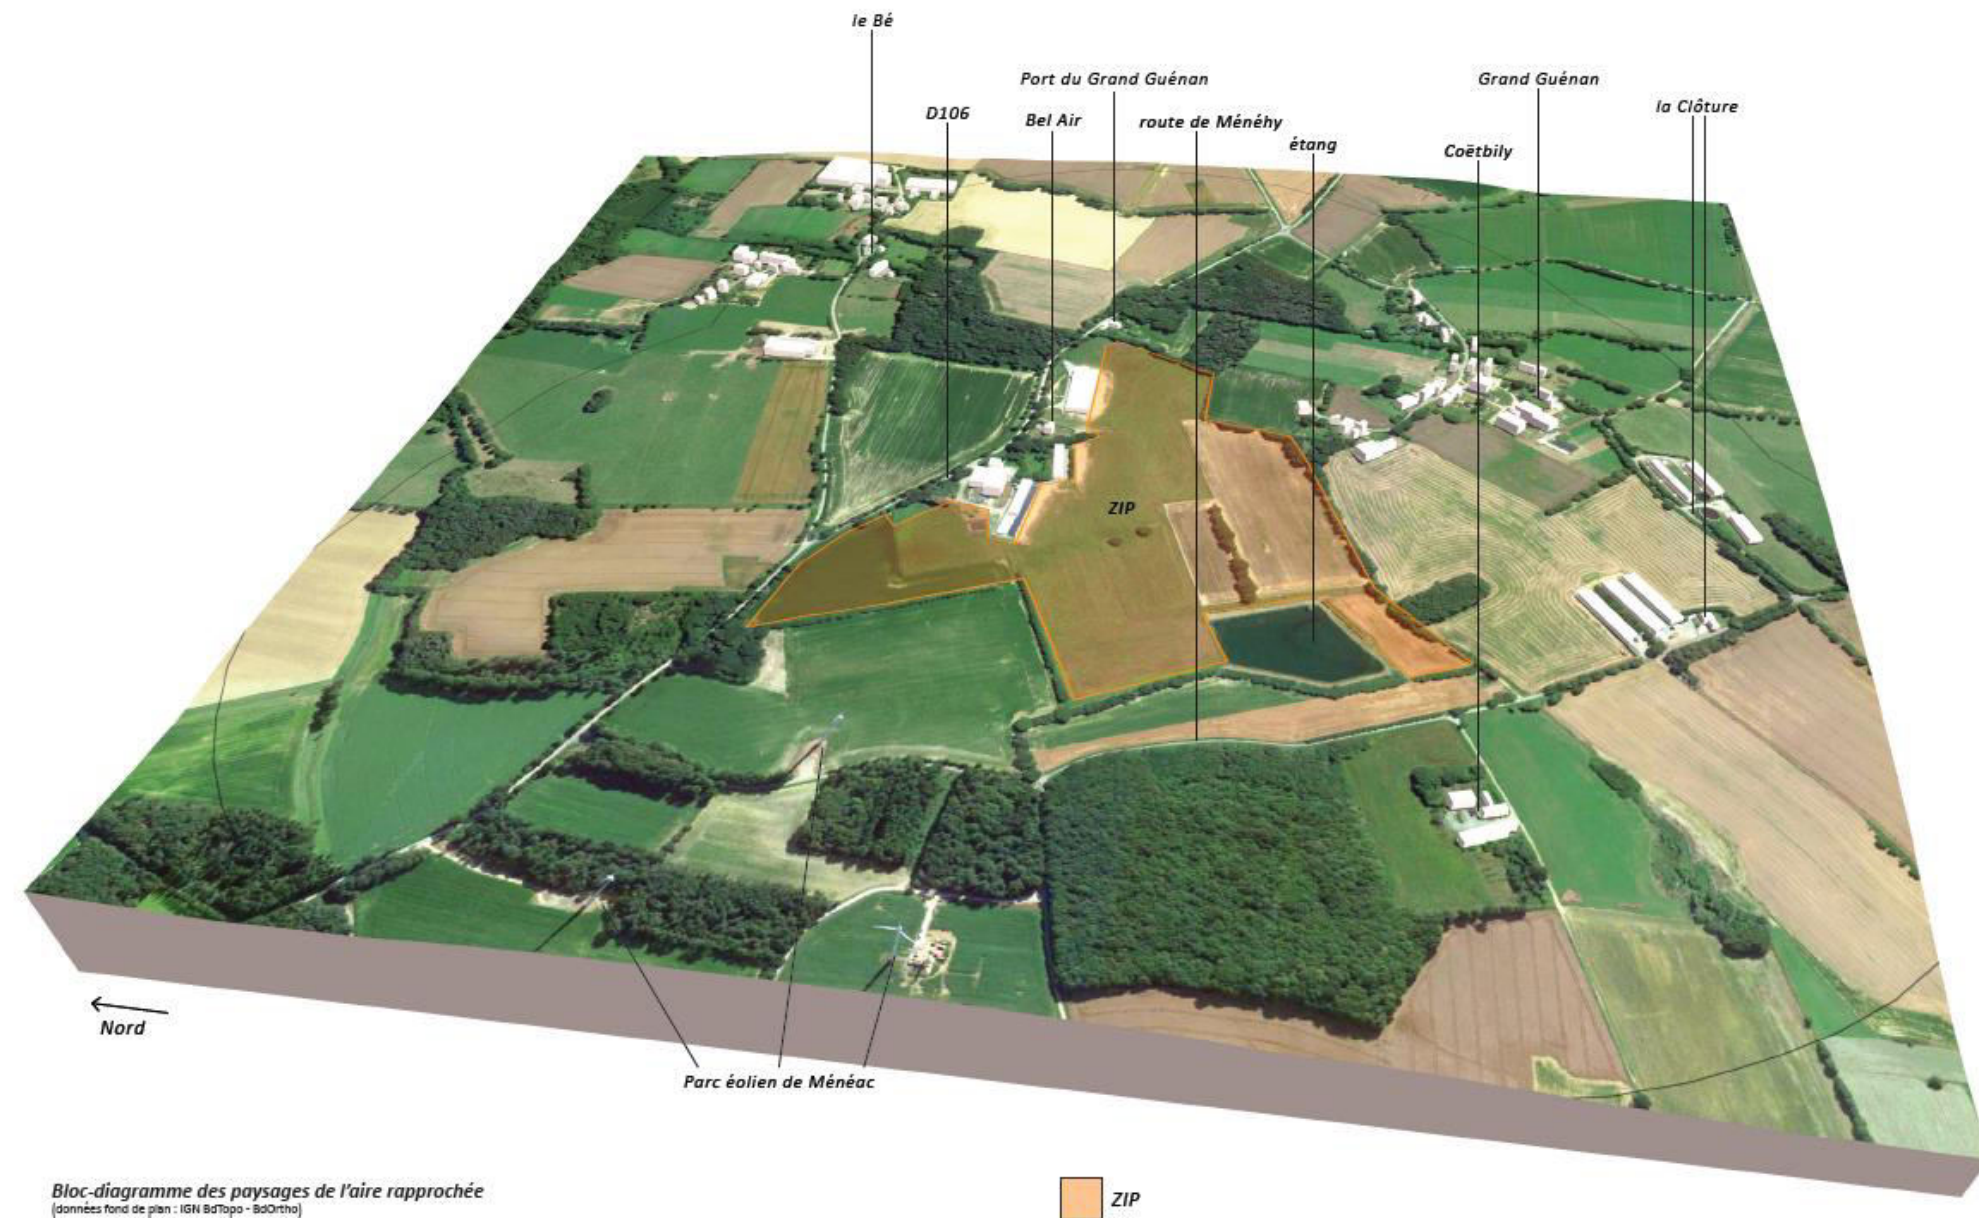 le Bé
Port du Grand Guénan
Grand Guénan
D106
Bel Air
route de Ménéhy
étang
Coëtbily
la Clôture
ZIP
Nord
Parc éolien de Ménéac
Bloc-diagramme des paysages de l'aire rapprochée
(données fond de plan : IGN BdTopo - BdOrtho)
ZIP